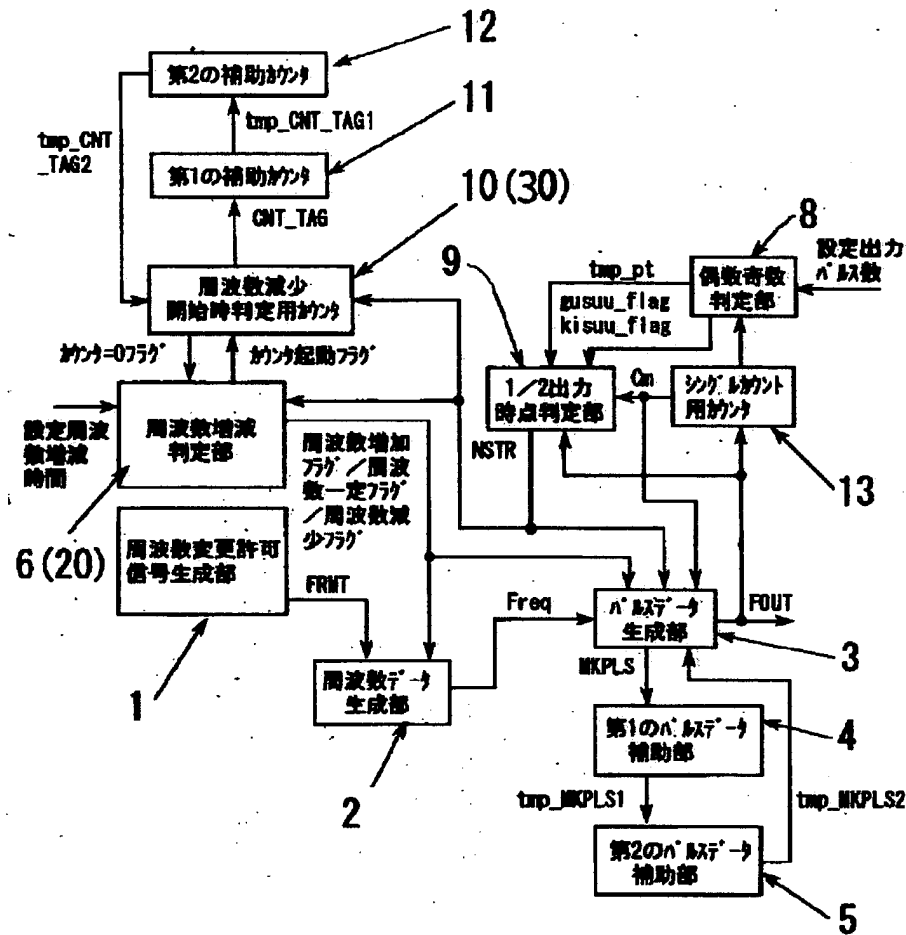 12
第2の補助ｶｳﾝﾀ
11
tmp_CNT_TAG1
tmp_CNT
_TAG2
第1の補助ｶｳﾝﾀ
10(30)
CNT_TAG
8
9
設定出力
ﾊﾟﾙｽ数
tmp_pt
偶数寄数
判定部
周波数減少
開始時判定用ｶｳﾝﾀ
gusuu_flag
kisuu_flag
ｶｳﾝﾀ=0ﾌﾗｸﾞ
ｶｳﾝﾀ起動ﾌﾗｸﾞ
1／2出力
時点判定部
Cm
ｼﾝｸﾞﾙｶｳﾝﾄ
用ｶｳﾝﾀ
設定周波
数増減
時間
周波数増減
判定部
周波数増加
ﾌﾗｸﾞ／周波
数一定ﾌﾗｸﾞ
／周波数減
少ﾌﾗｸﾞ
NSTR
13
6(20)
周波数変更許可
信号生成部
FRMT
Freq
ﾊﾟﾙｽﾃﾞｰﾀ
生成部
FOUT
3
1
MKPLS
周波数ﾃﾞｰﾀ
生成部
2
第1のﾊﾟﾙｽﾃﾞｰﾀ
補助部
4
tmp_MKPLS1
tmp_MKPLS2
第2のﾊﾟﾙｽﾃﾞｰﾀ
補助部
5